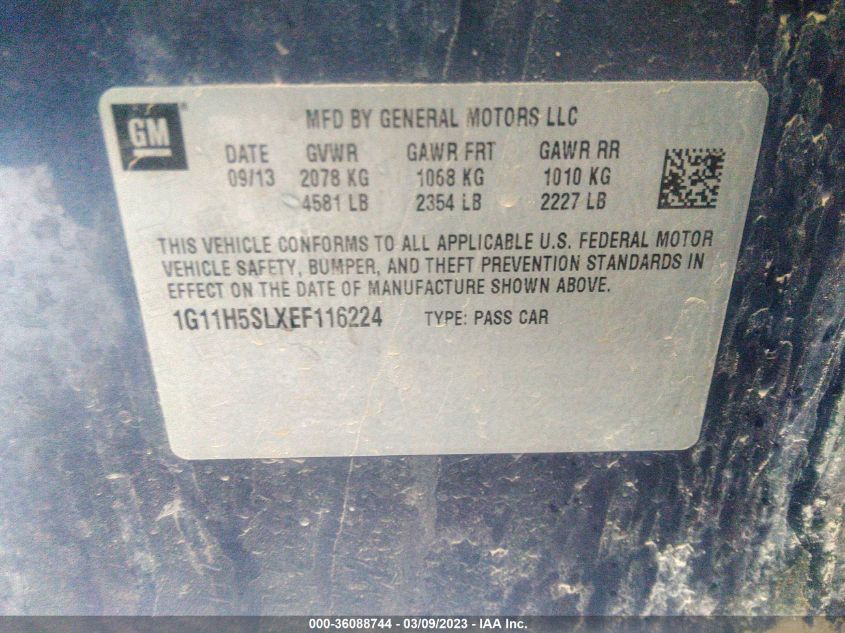 GM
MFD BY GENERAL MOTORS LLC
DATE GVWR GAWR FRT GAWR RR
09/13 2078 KG 1068 KG 1010 KG
4581 LB 2354 LB 2227 LB
THIS VEHICLE CONFORMS TO ALL APPLICABLE U.S. FEDERAL MOTOR
VEHICLE SAFETY, BUMPER, AND THEFT PREVENTION STANDARDS IN
EFFECT ON THE DATE OF MANUFACTURE SHOWN ABOVE.
1G11H5SLXEF116224 TYPE: PASS CAR
000-36088744 - 03/09/2023 - IAA Inc.